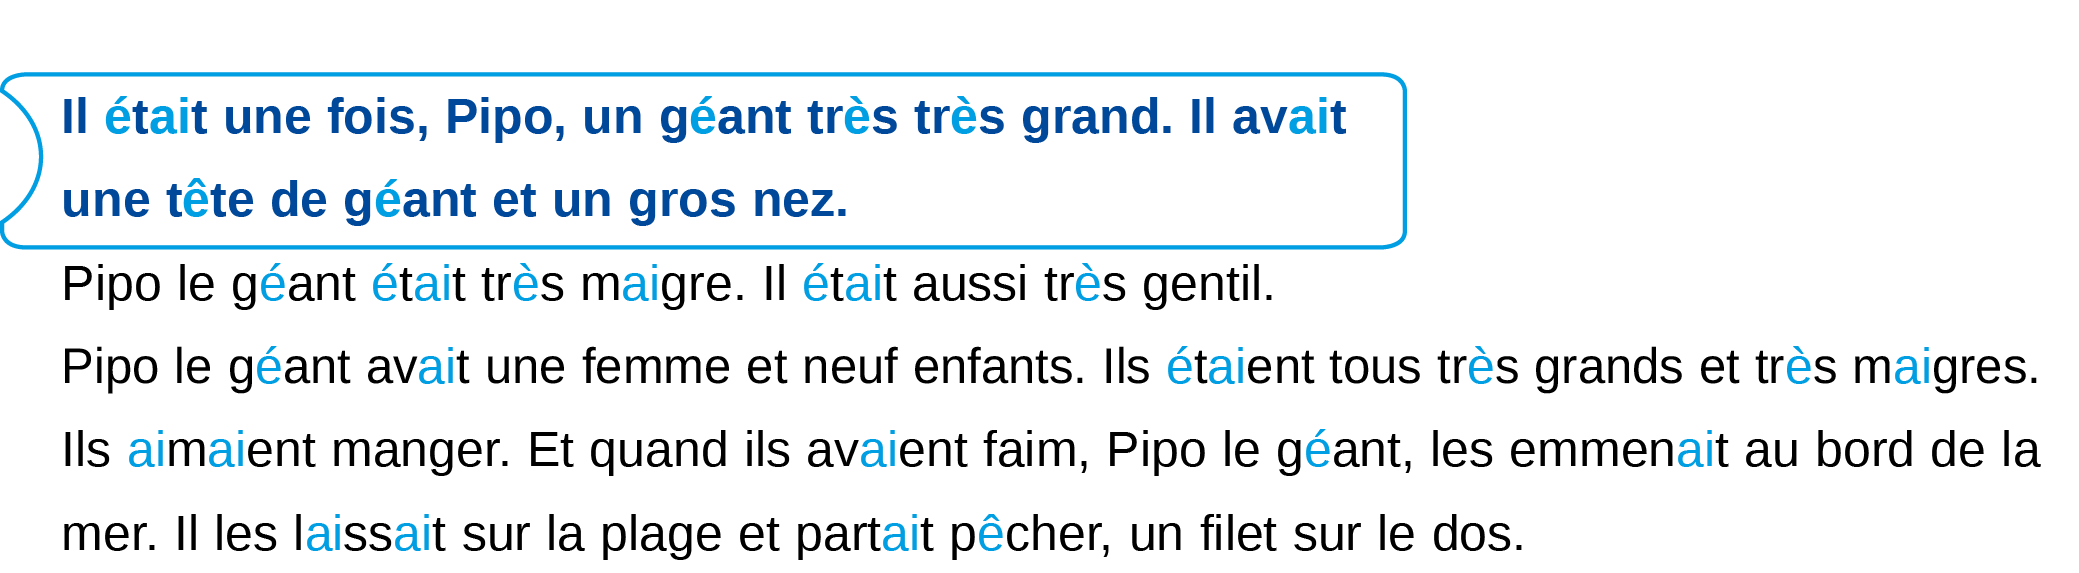 Il était une fois, Pipo, un géant très très grand. Il avait
une tête de géant et un gros nez.
Pipo le géant était très maigre. Il était aussi très gentil.
Pipo le géant avait une femme et neuf enfants. Ils étaient tous très grands et très maigres.
Ils aimaient manger. Et quand ils avaient faim, Pipo le géant, les emmenait au bord de la
mer. Il les laissait sur la plage et partait pêcher, un filet sur le dos.